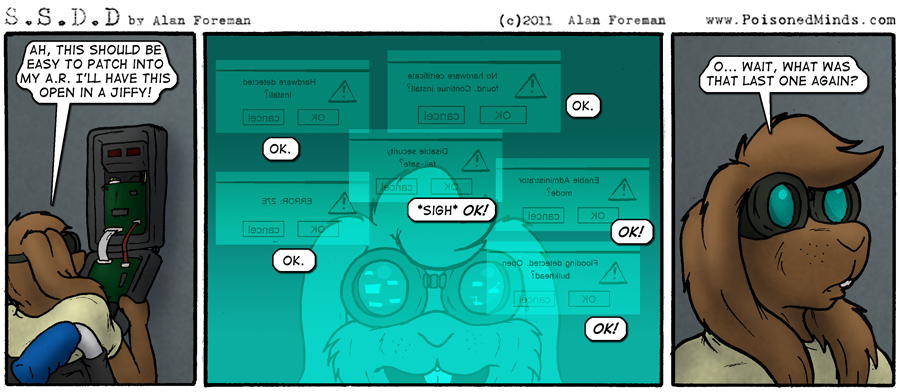 S.S.D.D by Alan Foreman (c)2011 Alan Foreman www.PoisonedMinds.com
AH, THIS SHOULD BE
EASY TO PATCH INTO
MY A.R. I'LL HAVE THIS
OPEN IN A JIFFY!
Hardware detected.
Install?
OK
cancel
OK.
No hardware certificate
found. Continue install?
OK
cancel
OK.
Disable security
fail-safe?
OK
cancel
*SIGH* OK!
ERROR: 27E
OK
cancel
OK.
Enable Administrator
mode?
OK
cancel
OK!
Flooding detected. Open
bulkhead?
OK
cancel
OK!
O... WAIT, WHAT WAS
THAT LAST ONE AGAIN?